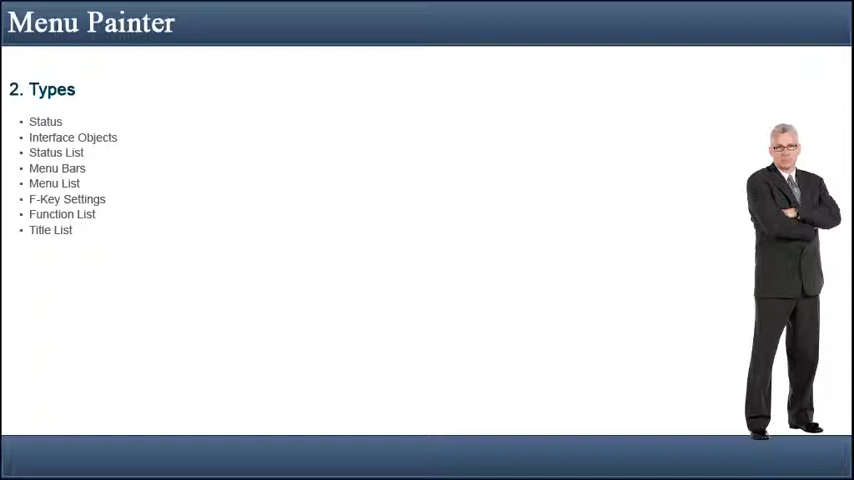 Menu Painter
2. Types
• Status
• Interface Objects
• Status List
• Menu Bars
• Menu List
• F-Key Settings
• Function List
• Title List